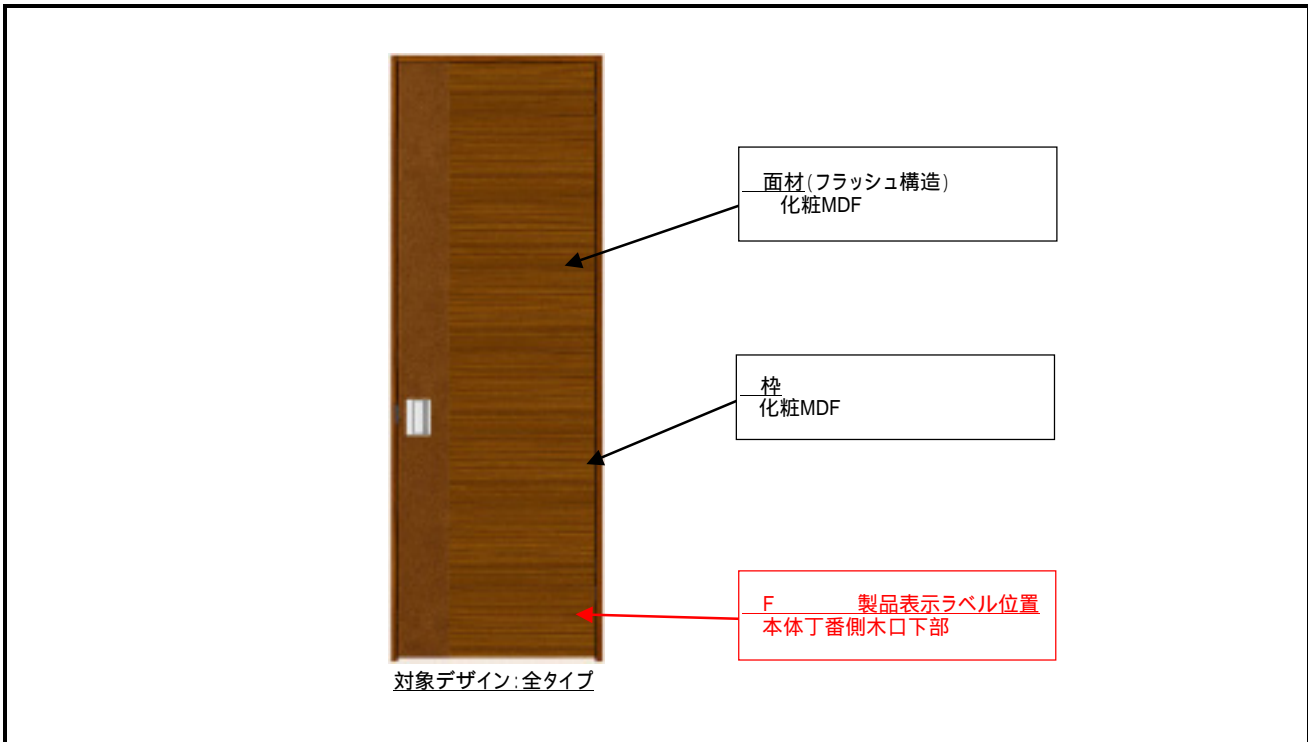 面材(フラッシュ構造)
化粧MDF
枠
化粧MDF
F 製品表示ラベル位置
本体丁番側木口下部
対象デザイン:全タイプ